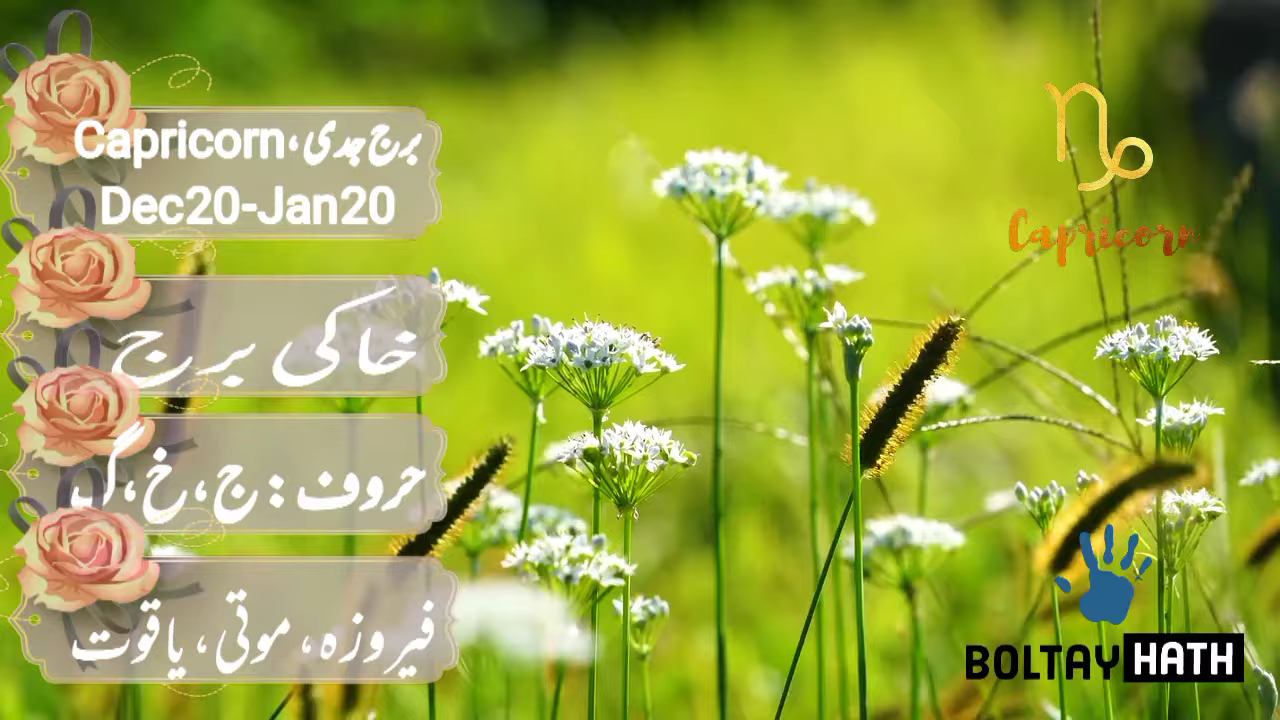 برج جدی، Capricorn
Dec20-Jan20
خاکی برج
حروف : ج، خ، گ
فیروزہ، موتی، یاقوت
Capricorn
BOLTAY HATH